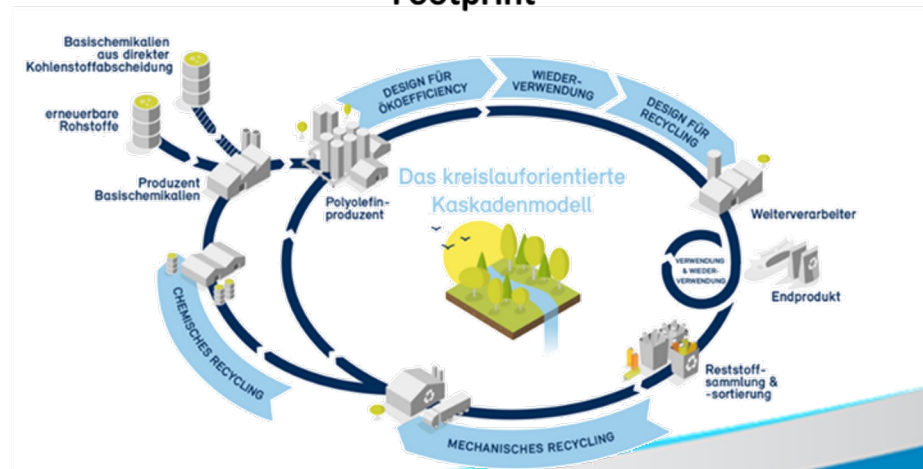 Footprint
Basischemikalien
aus direkter
Kohlenstoffabscheidung
erneuerbare
Rohstoffe
Produzent
Basischemikalien
Polyolefin-
produzent
DESIGN FÜR
ÖKOEFFICIENCY
WIEDER-
VERWENDUNG
DESIGN FÜR
RECYCLING
Das kreislauforientierte
Kaskadenmodell
Weiterverarbeiter
VERWENDUNG
& WIEDER-
VERWENDUNG
Endprodukt
Reststoff-
sammlung &
-sortierung
MECHANISCHES RECYCLING
CHEMISCHES RECYCLING